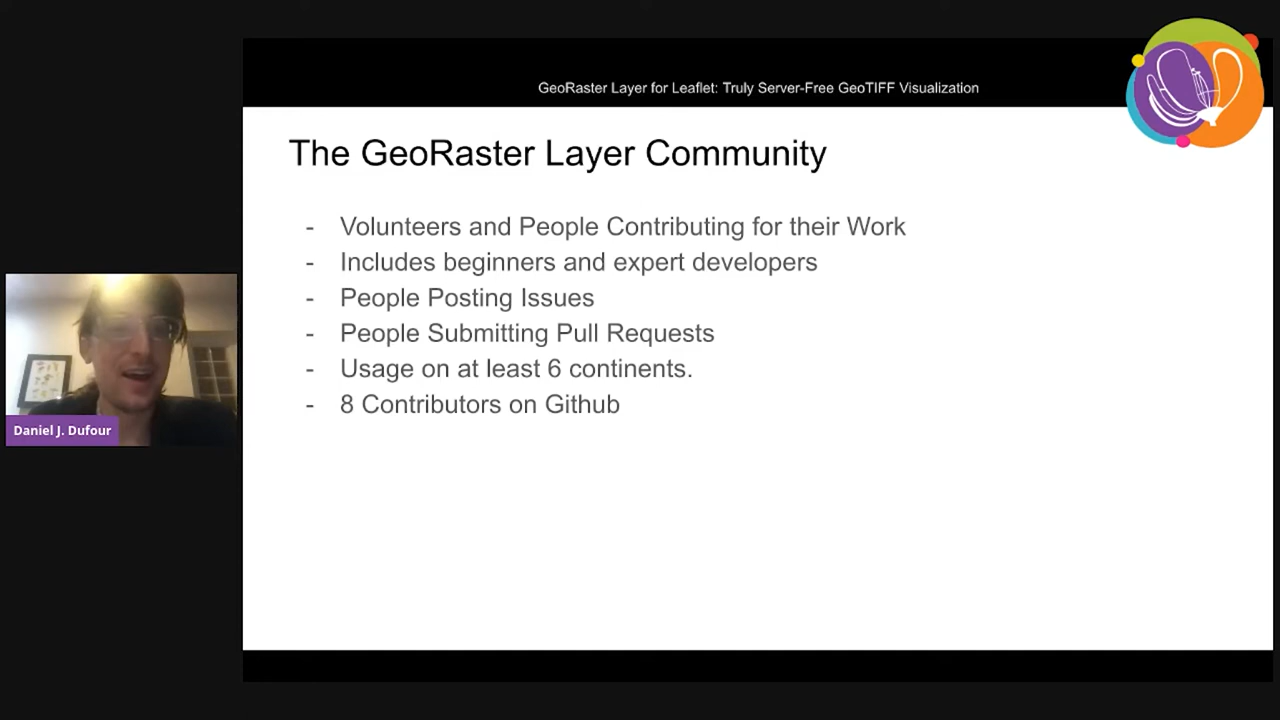 GeoRaster Layer for Leaflet: Truly Server-Free GeoTIFF Visualization
The GeoRaster Layer Community
- Volunteers and People Contributing for their Work
- Includes beginners and expert developers
- People Posting Issues
- People Submitting Pull Requests
- Usage on at least 6 continents.
- 8 Contributors on Github
Daniel J. Dufour